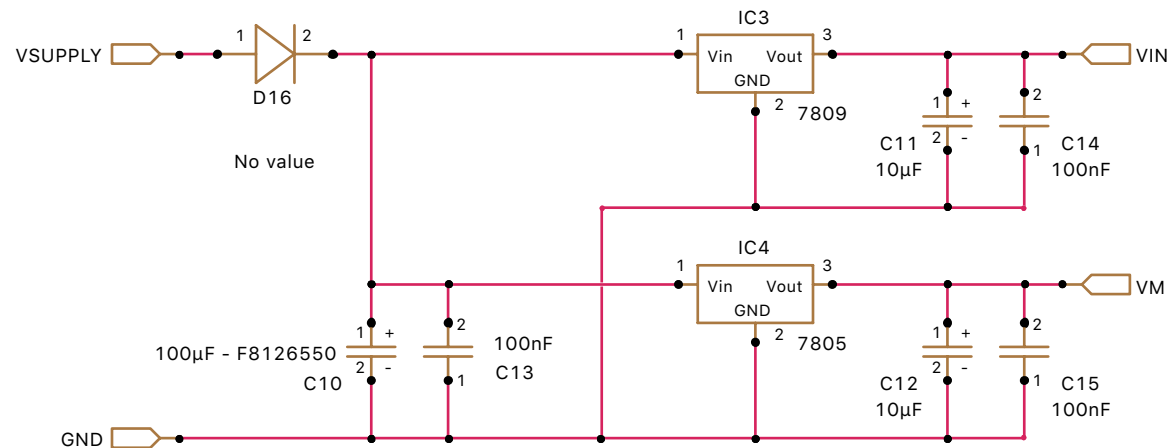 IC3
VSUPPLY
1
2
D16
No value
1
Vin
Vout
GND
3
2
7809
VIN
1
+
2
-
C11
10µF
2
1
C14
100nF
IC4
1
Vin
Vout
GND
3
2
7805
VM
100µF - F8126550
C10
1
+
2
-
2
1
100nF
C13
1
+
2
-
C12
10µF
2
1
C15
100nF
GND